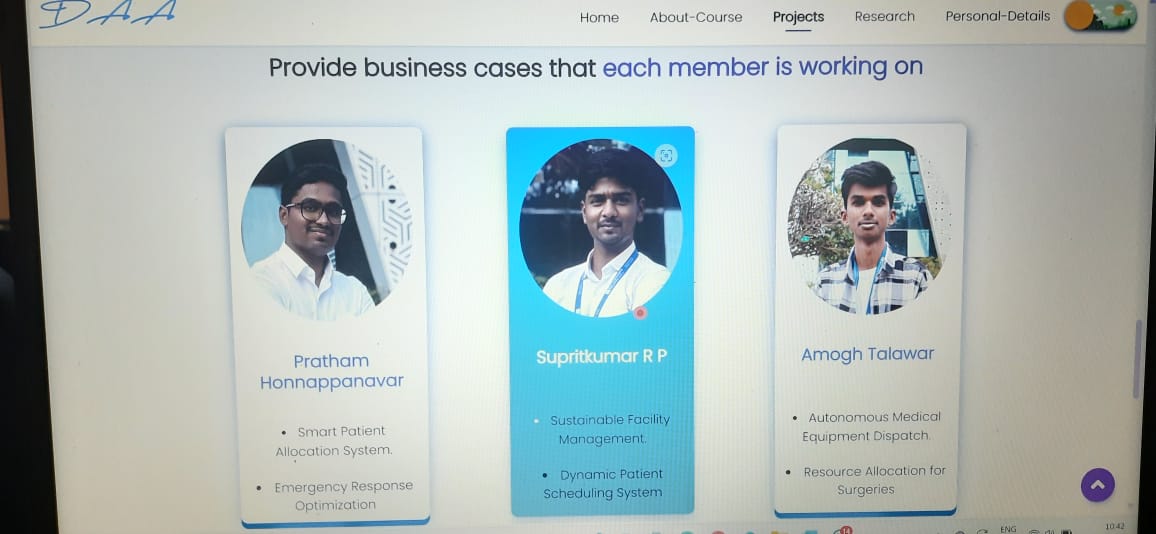 DAA
Home About-Course Projects Research Personal-Details
Provide business cases that each member is working on
Pratham
Honnappanavar
• Smart Patient
Allocation System.
• Emergency Response
Optimization
Supritkumar R P
• Sustainable Facility
Management.
• Dynamic Patient
Scheduling System
Amogh Talawar
• Autonomous Medical
Equipment Dispatch.
• Resource Allocation for
Surgeries
14
ENG
10:42